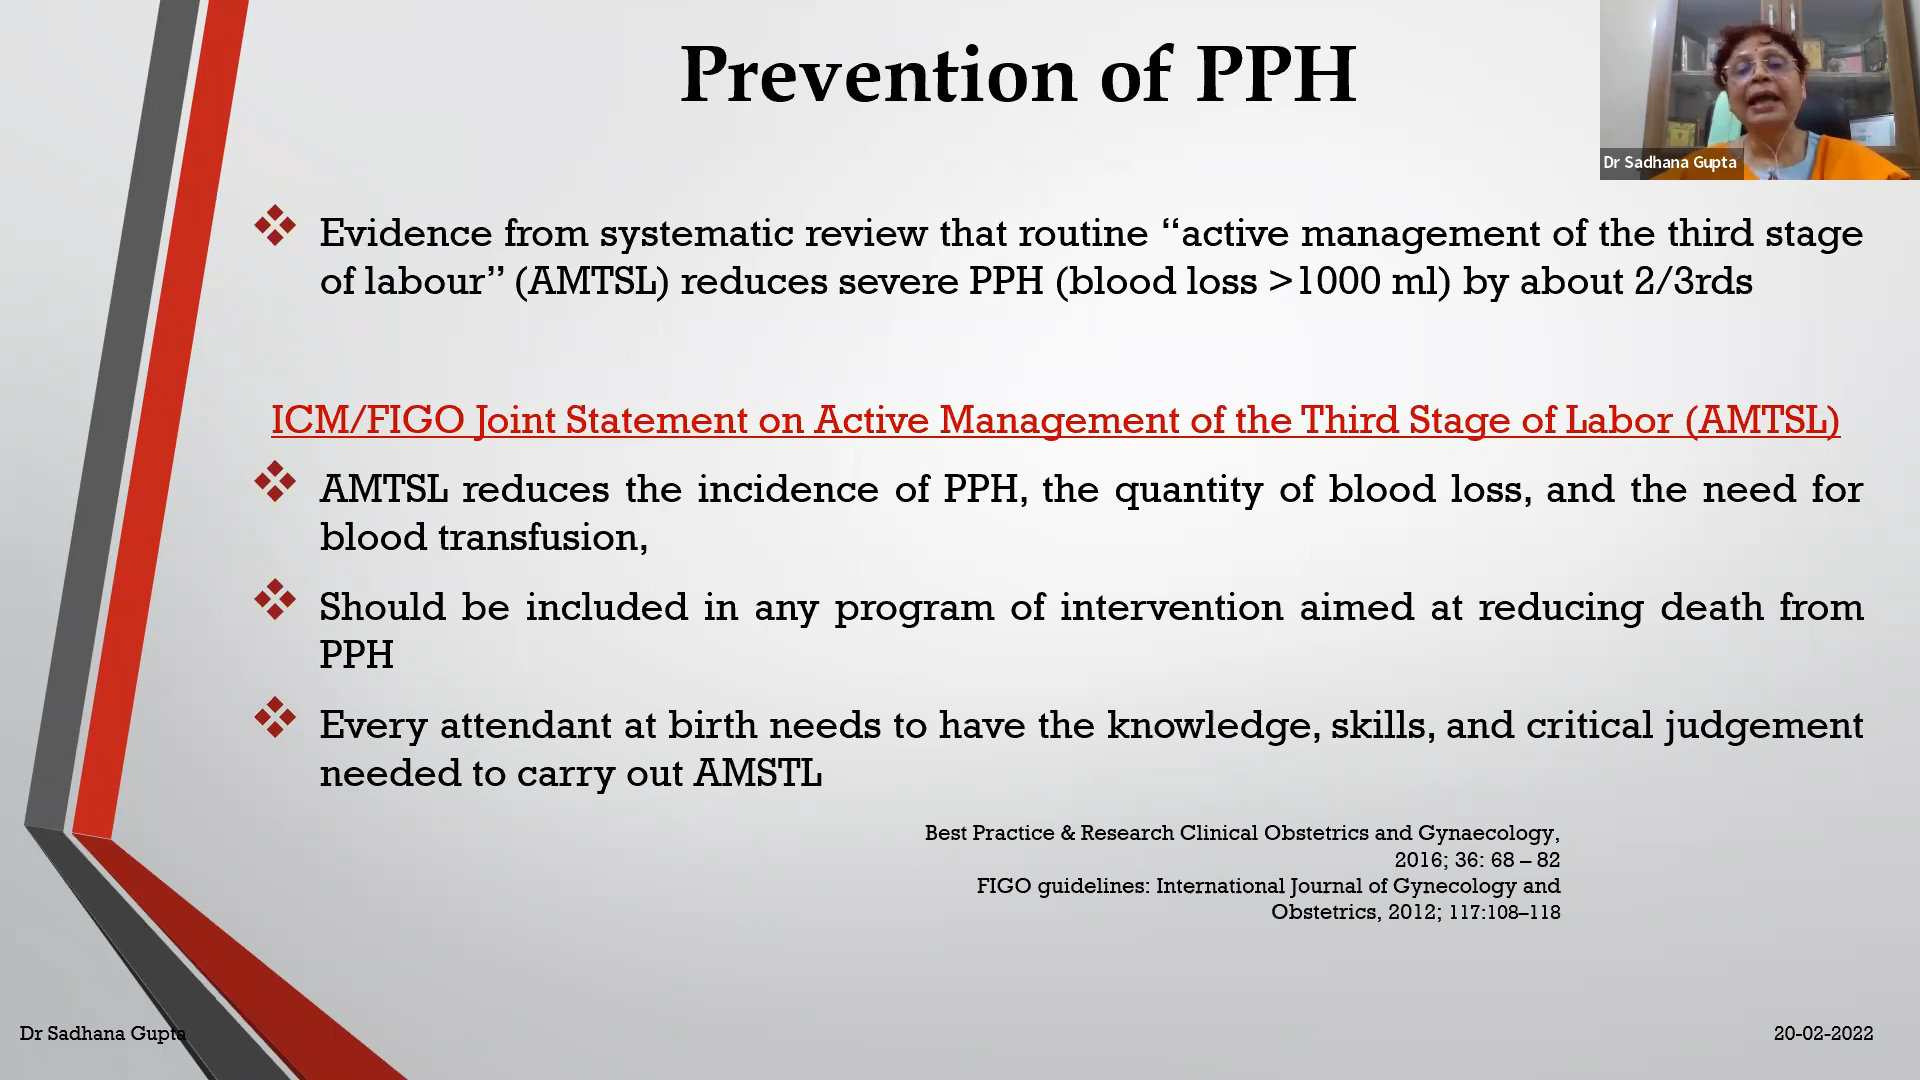 Prevention of PPH
Dr Sadhana Gupta
Evidence from systematic review that routine “active management of the third stage
of labour” (AMTSL) reduces severe PPH (blood loss >1000 ml) by about 2/3rds
ICM/FIGO Joint Statement on Active Management of the Third Stage of Labor (AMTSL)
AMTSL reduces the incidence of PPH, the quantity of blood loss, and the need for
blood transfusion,
Should be included in any program of intervention aimed at reducing death from
PPH
Every attendant at birth needs to have the knowledge, skills, and critical judgement
needed to carry out AMSTL
Best Practice & Research Clinical Obstetrics and Gynaecology,
2016; 36: 68 – 82
FIGO guidelines: International Journal of Gynecology and
Obstetrics, 2012; 117:108–118
Dr Sadhana Gupta
20-02-2022